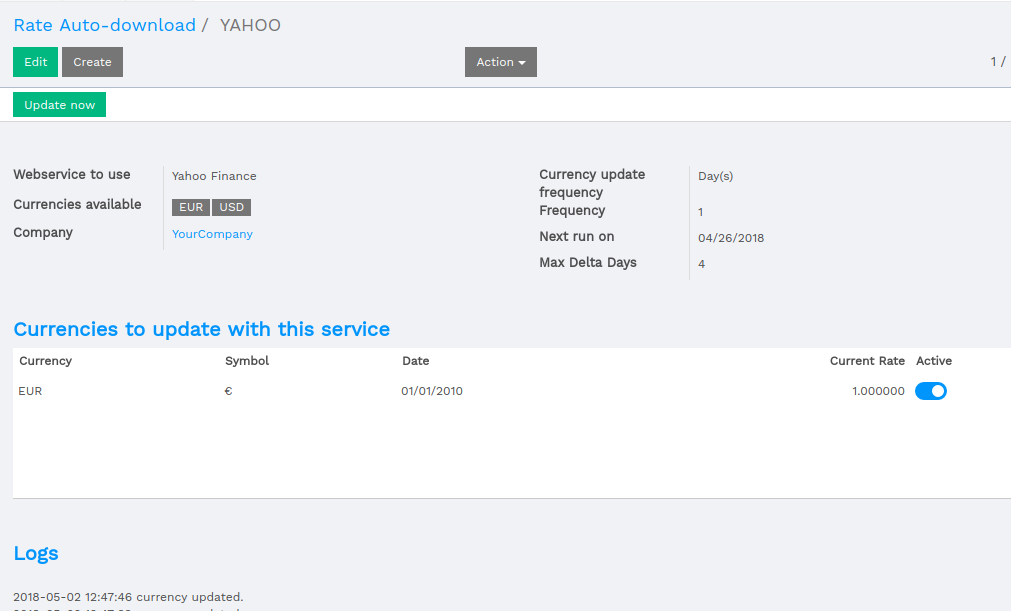 Rate Auto-download / YAHOO
Edit Create Action 1 /
Update now
Webservice to use Yahoo Finance
Currencies available EUR USD
Company YourCompany
Currency update frequency Day(s)
Frequency 1
Next run on 04/26/2018
Max Delta Days 4
Currencies to update with this service
Currency Symbol Date Current Rate Active
EUR € 01/01/2010 1.000000
Logs
2018-05-02 12:47:46 currency updated.